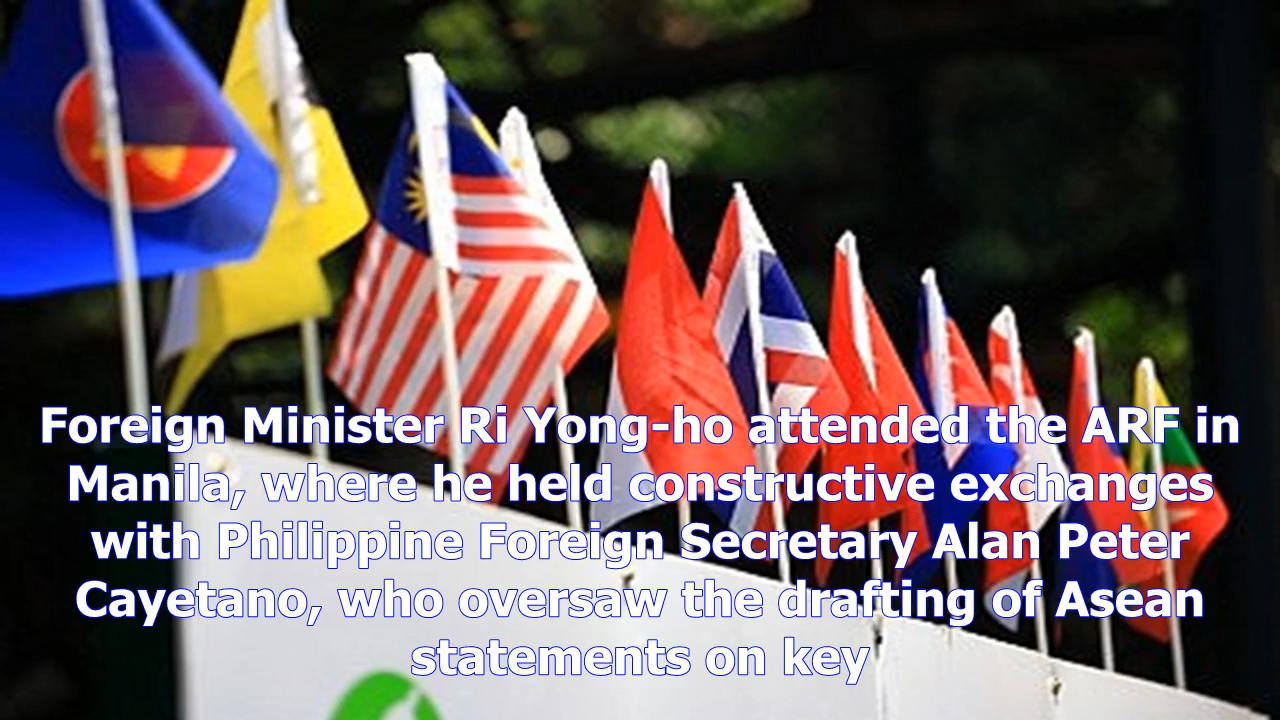 Foreign Minister Ri Yong-ho attended the ARF in
Manila, where he held constructive exchanges
with Philippine Foreign Secretary Alan Peter
Cayetano, who oversaw the drafting of Asean
statements on key